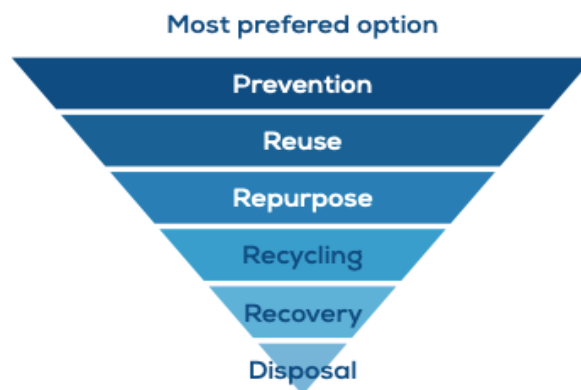 Most prefered option
Prevention
Reuse
Repurpose
Recycling
Recovery
Disposal